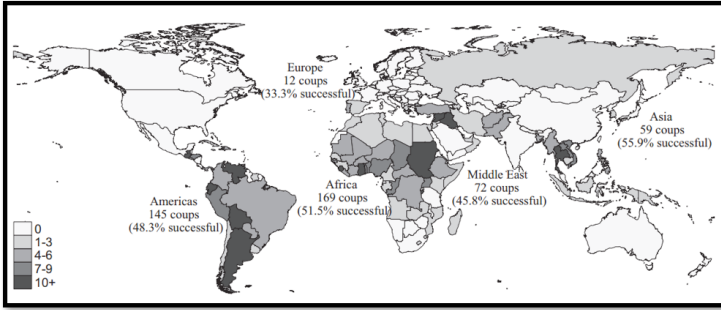 Europe
12 coups
(33.3% successful)
Asia
59 coups
(55.9% successful)
Middle East
72 coups
(45.8% successful)
Africa
169 coups
(51.5% successful)
Americas
145 coups
(48.3% successful)
0
1-3
4-6
7-9
10+